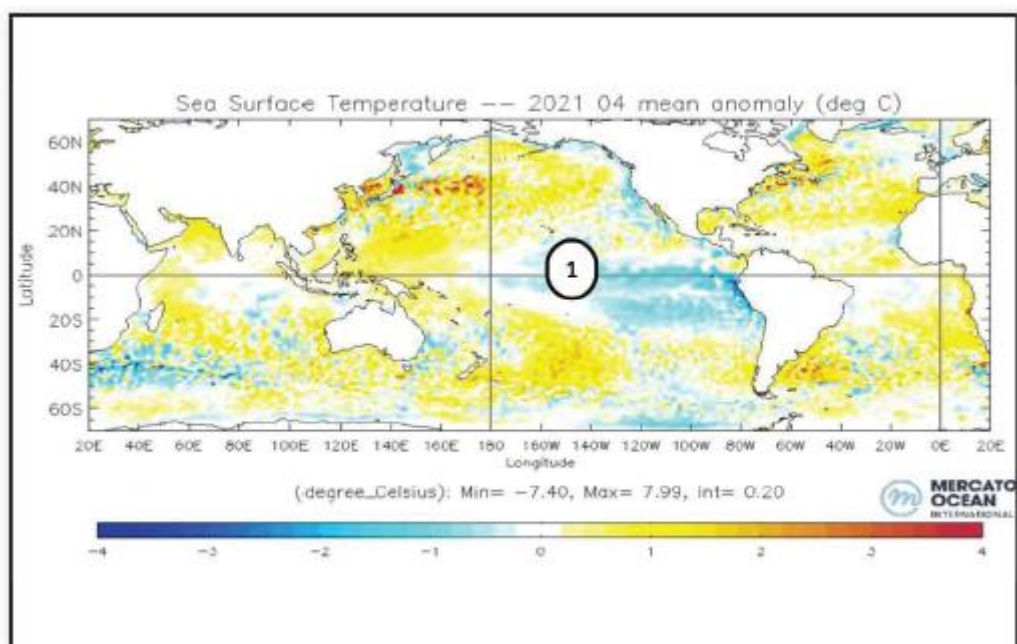 Sea Surface Temperature -- 2021 04 mean anomaly (deg C)
60N
40N
20N
0
20S
40S
60S
Latitude
1
20E 40E 60E 80E 100E 120E 140E 160E 180 160W 140W 120W 100W 80W 60W 40W 20W 0E 20E
Longitude
(degree_Celsius): Min= -7.40, Max= 7.99, Int= 0.20
MERCATO
OCEAN
INTERNATIONAL
-4 -3 -2 -1 0 1 2 3 4